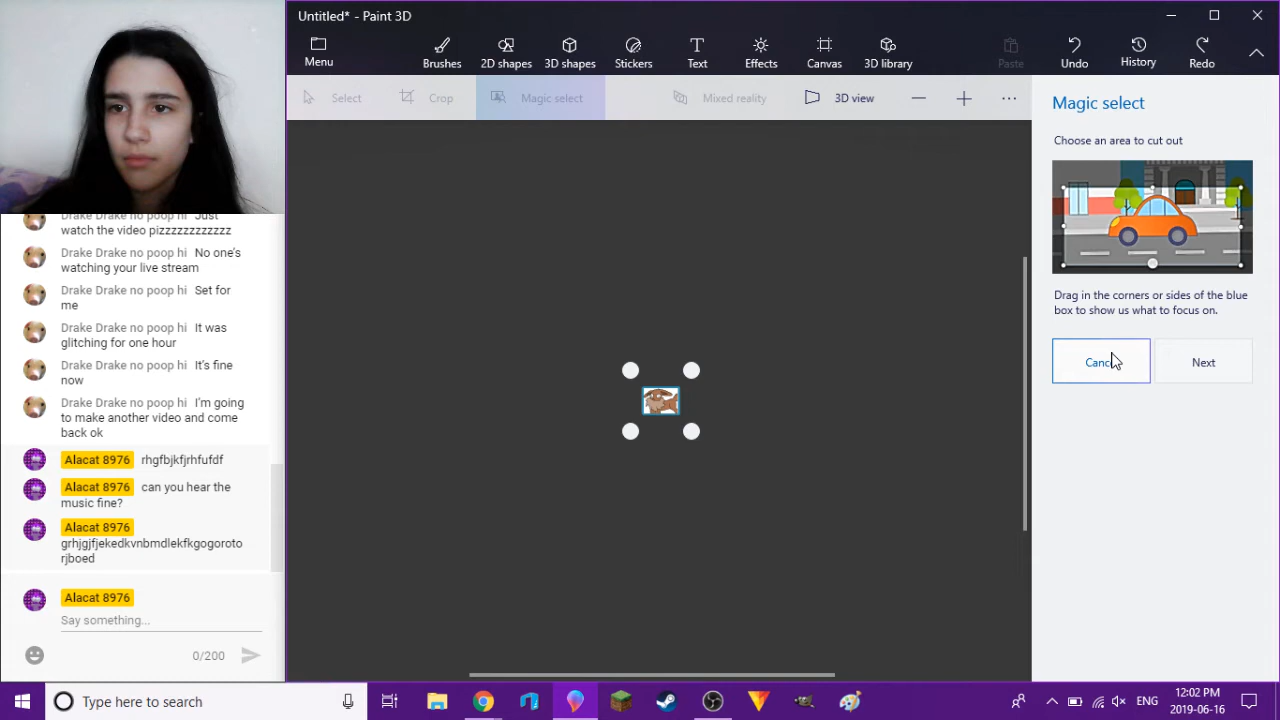 Untitled* - Paint 3D
Menu
Brushes
2D shapes
3D shapes
Stickers
Text
Effects
Canvas
3D library
Paste
Undo
History
Redo
Select
Crop
Magic select
Mixed reality
3D view
Magic select
Choose an area to cut out
Drag in the corners or sides of the blue
box to show us what to focus on.
Next
Drake Drake no poop hi Just
watch the video pizzzzzzzzzzzz
Drake Drake no poop hi No one's
watching your live stream
Drake Drake no poop hi Set for
me
Drake Drake no poop hi It was
glitching for one hour
Drake Drake no poop hi It's fine
now
Drake Drake no poop hi I'm going
to make another video and come
back ok
Alacat 8976 rhgfbjkfjrhfufdf
Alacat 8976 can you hear the
music fine?
Alacat 8976
grhjgjfjekedkvnbmdlekfkgogoroto
rjboed
Alacat 8976
Say something...
0/200
Type here to search
ENG
12:02 PM
2019-06-16